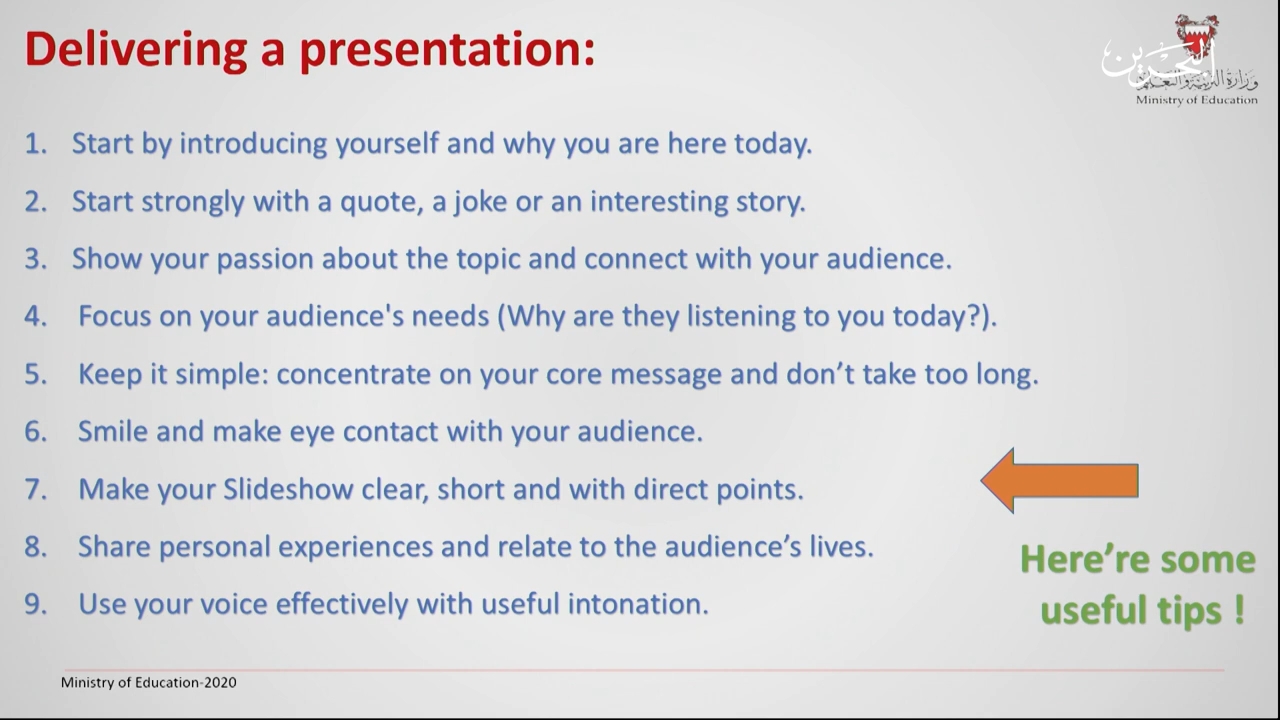 Delivering a presentation:
البحرين
وزارة التربية والتعليم
Ministry of Education
1. Start by introducing yourself and why you are here today.
2. Start strongly with a quote, a joke or an interesting story.
3. Show your passion about the topic and connect with your audience.
4. Focus on your audience's needs (Why are they listening to you today?).
5. Keep it simple: concentrate on your core message and don’t take too long.
6. Smile and make eye contact with your audience.
7. Make your Slideshow clear, short and with direct points.
8. Share personal experiences and relate to the audience’s lives.
9. Use your voice effectively with useful intonation.
Here’re some
useful tips !
Ministry of Education-2020